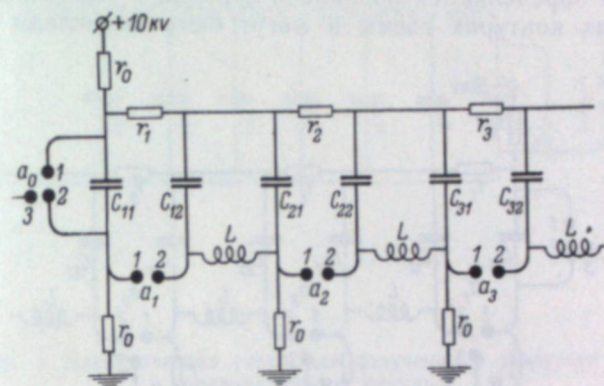 +10 кv
r₀
r₁ r₂ r₃
a₀ 1 2 3
C₁₁ C₁₂ C₂₁ C₂₂ C₃₁ C₃₂
L L L
1 2 1 2 1 2
a₁ a₂ a₃
r₀ r₀ r₀